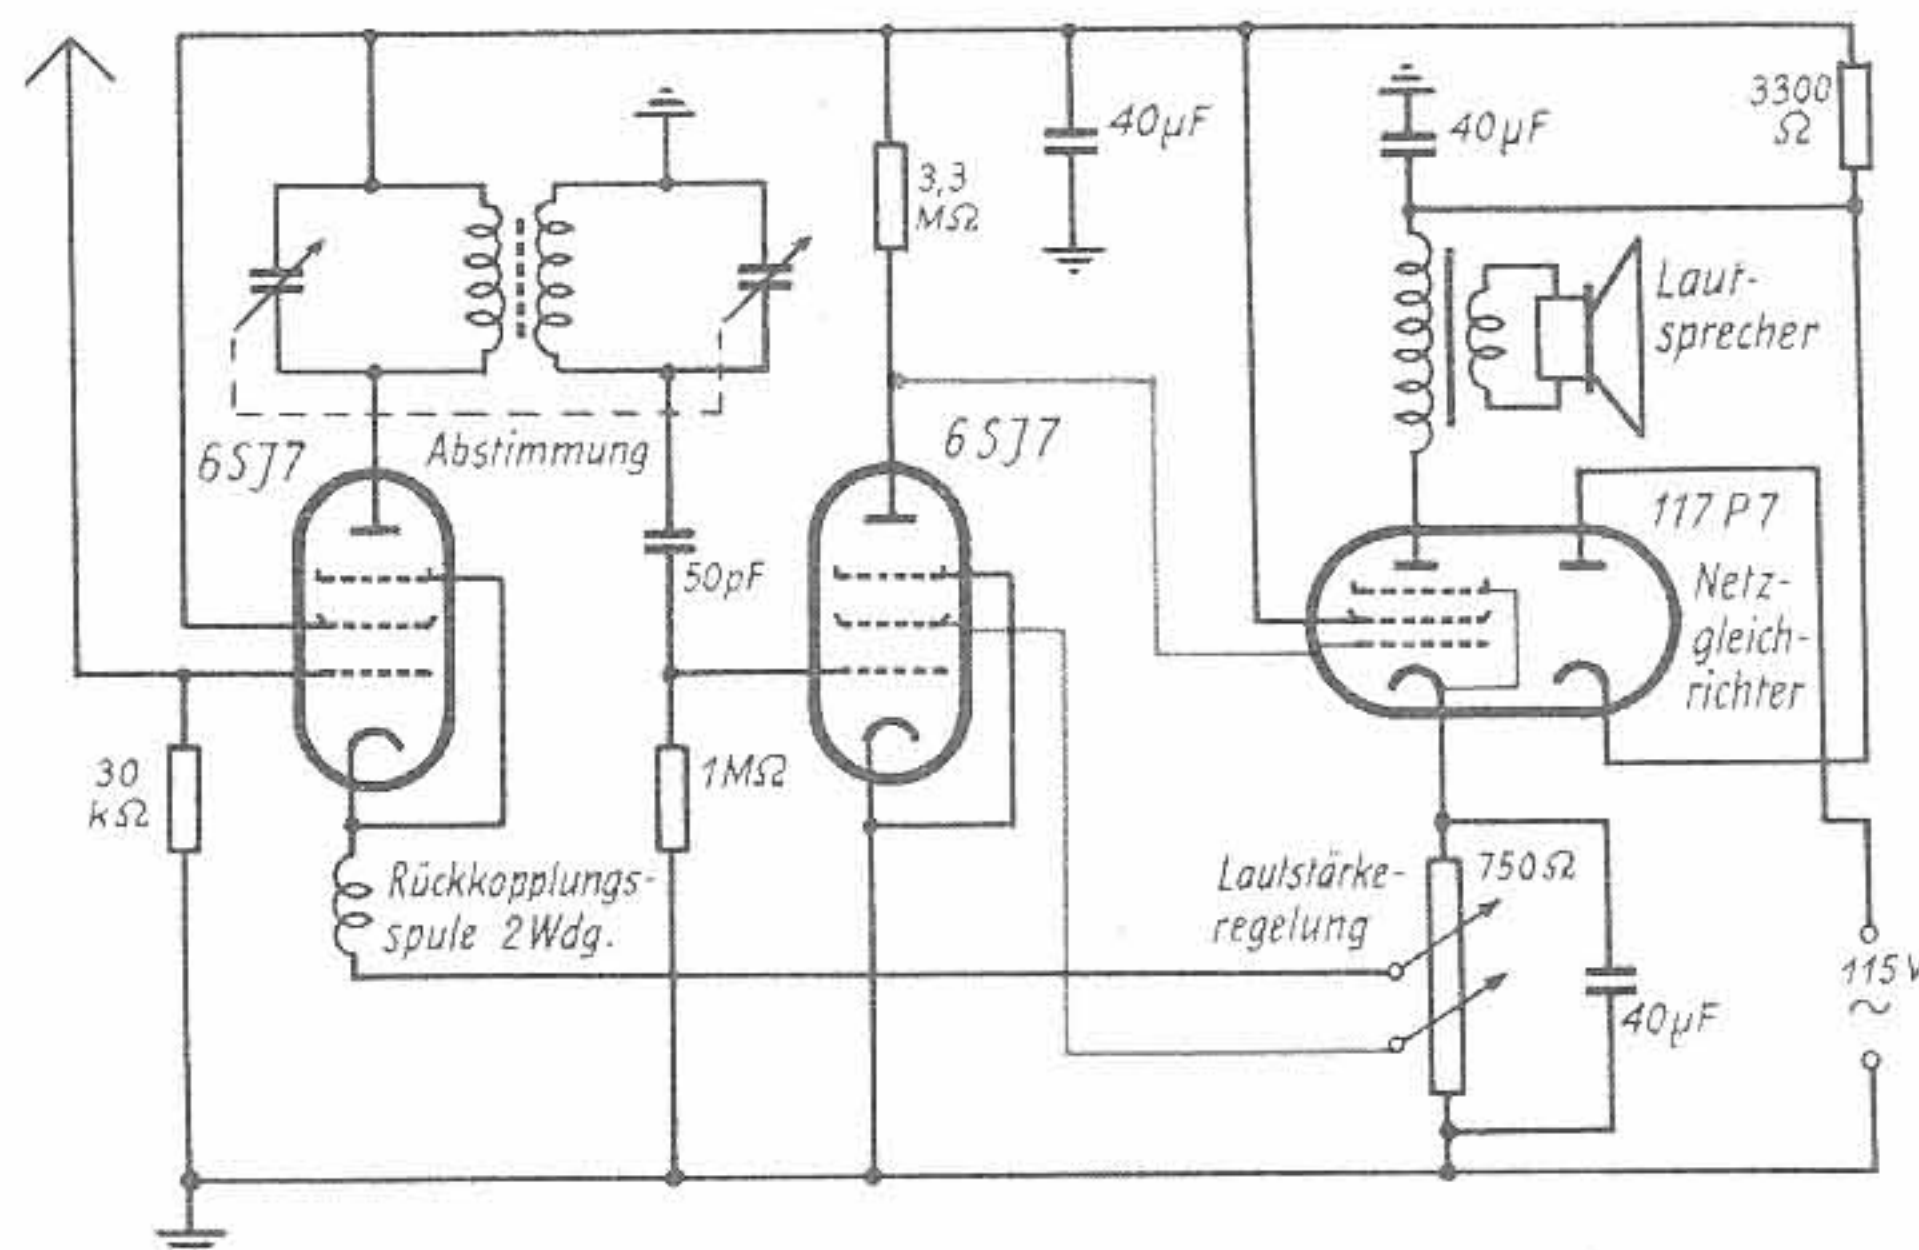 40µF
40µF
3300
Ω
3,3
MΩ
Laut-
sprecher
6SJ7
Abstimmung
6SJ7
117P7
50pF
Netz-
gleich-
richter
30
kΩ
1MΩ
Rückkopplungs-
spule 2Wdg.
Lautstärke-
regelung
750Ω
115V
~
40µF